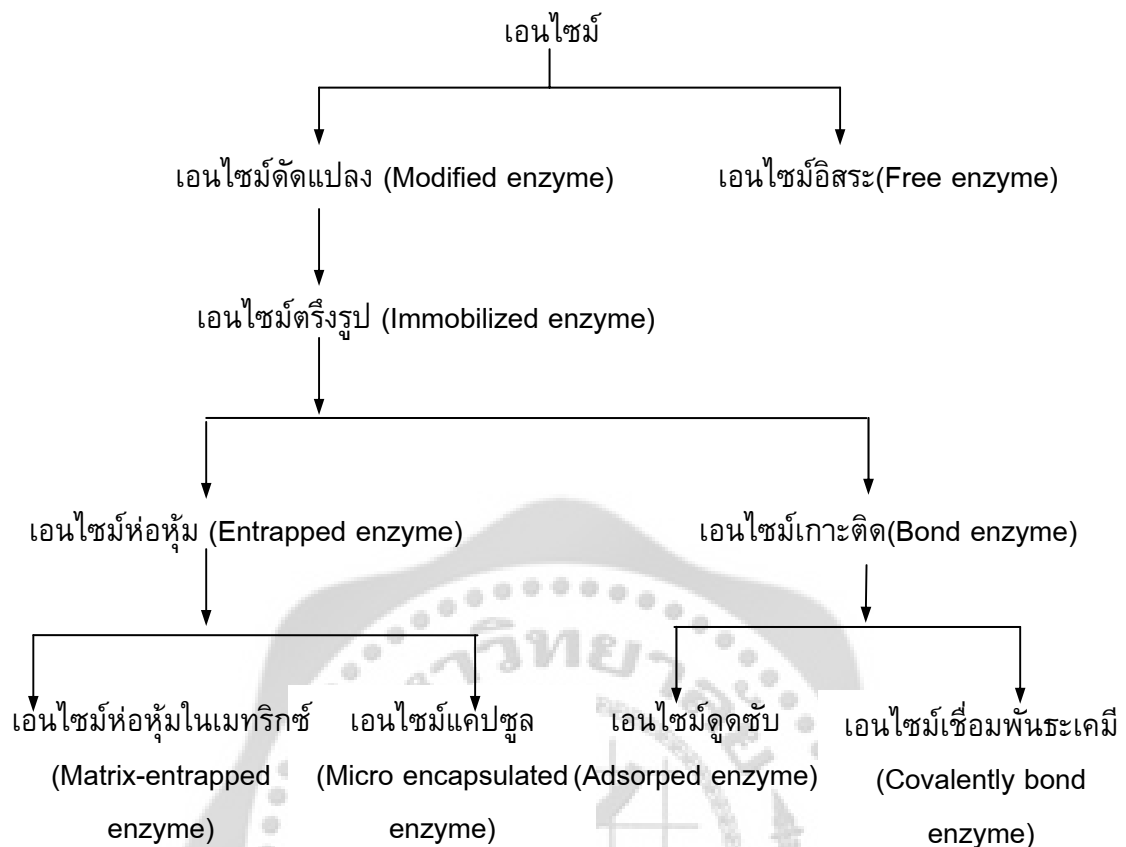 เอนไซม์
เอนไซม์ดัดแปลง (Modified enzyme)
เอนไซม์อิสระ(Free enzyme)
เอนไซม์ตรึงรูป (Immobilized enzyme)
เอนไซม์ห่อหุ้ม (Entrapped enzyme)
เอนไซม์เกาะติด(Bond enzyme)
เอนไซม์ห่อหุ้มในเมทริกซ์
(Matrix-entrapped
enzyme)
เอนไซม์แคปซูล
(Micro encapsulated
enzyme)
เอนไซม์ดูดซับ
(Adsorped enzyme)
เอนไซม์เชื่อมพันธะเคมี
(Covalently bond
enzyme)